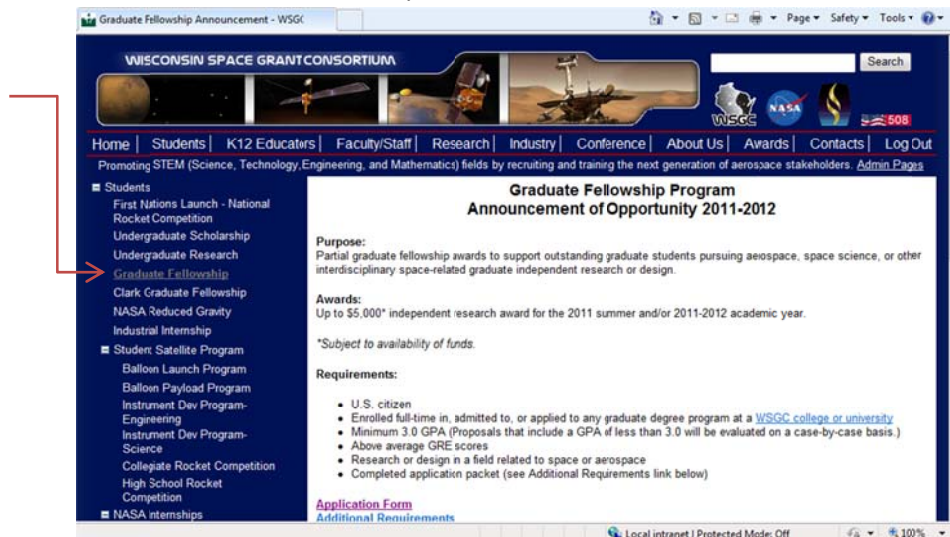 Graduate Fellowship Announcement - WSGC
Page Safety Tools
WISCONSIN SPACE GRANT CONSORTIUM
Search
WSGC NASA 508
Home Students K12 Educators Faculty/Staff Research Industry Conference About Us Awards Contacts Log Out
Promoting STEM (Science, Technology, Engineering, and Mathematics) fields by recruiting and training the next generation of aerospace stakeholders. Admin Pages
Students
First Nations Launch - National
Rocket Competition
Undergraduate Scholarship
Undergraduate Research
Graduate Fellowship
Clark Graduate Fellowship
NASA Reduced Gravity
Industrial Internship
Student Satellite Program
Balloon Launch Program
Balloon Payload Program
Instrument Dev Program-
Engineering
Instrument Dev Program-
Science
Collegiate Rocket Competition
High School Rocket
Competition
NASA Internships
Graduate Fellowship Program
Announcement of Opportunity 2011-2012
Purpose:
Partial graduate fellowship awards to support outstanding graduate students pursuing aerospace, space science, or other
interdisciplinary space-related graduate independent research or design.
Awards:
Up to $5,000* independent research award for the 2011 summer and/or 2011-2012 academic year.
*Subject to availability of funds.
Requirements:
• U.S. citizen
• Enrolled full-time in, admitted to, or applied to any graduate degree program at a WSGC college or university
• Minimum 3.0 GPA (Proposals that include a GPA of less than 3.0 will be evaluated on a case-by-case basis.)
• Above average GRE scores
• Research or design in a field related to space or aerospace
• Completed application packet (see Additional Requirements link below)
Application Form
Additional Requirements
Local intranet | Protected Mode: Off 100%